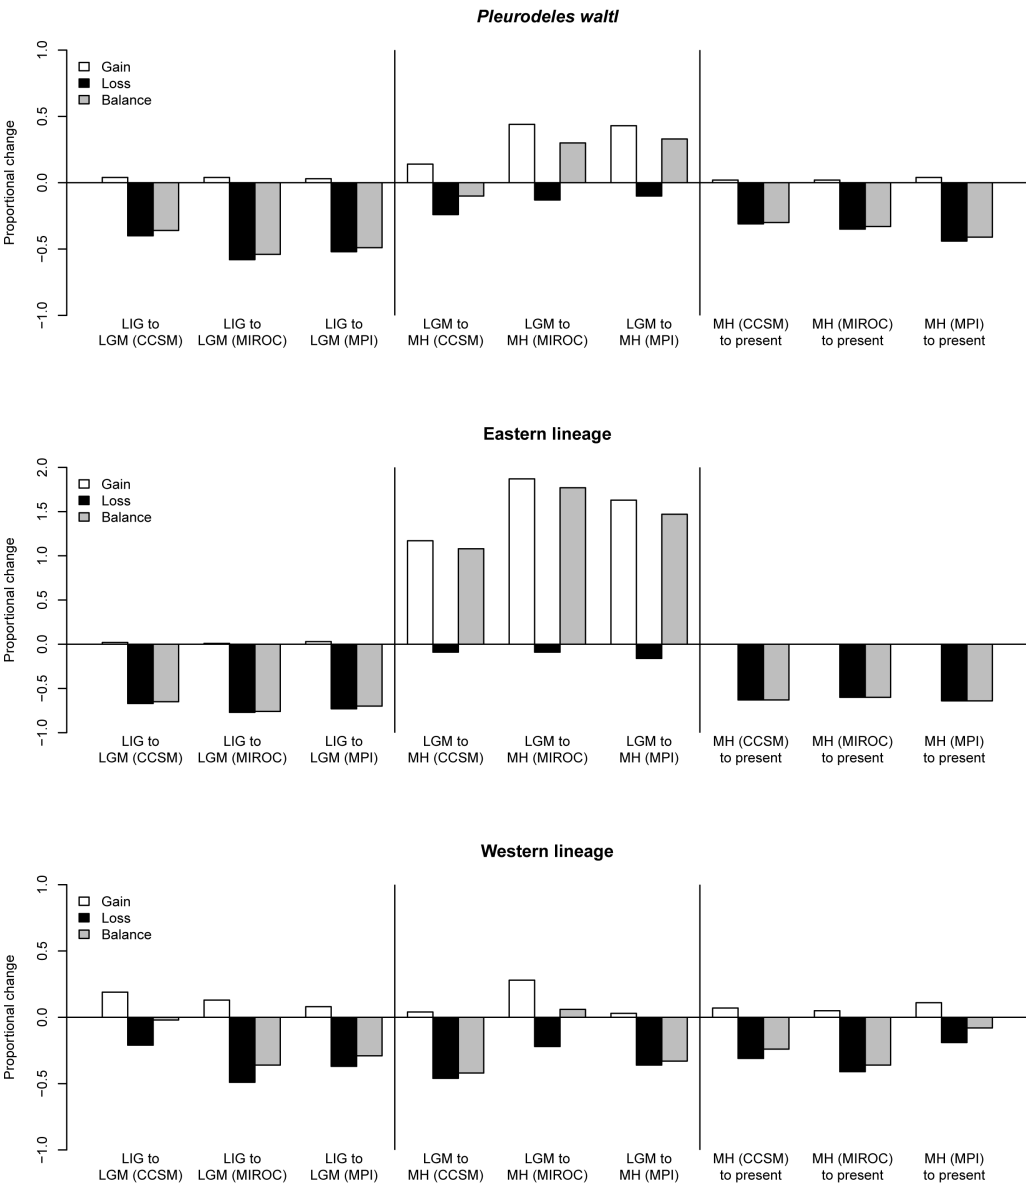 Pleurodeles waltl
Proportional change
1.0
0.5
0.0
−0.5
−1.0
Gain
Loss
Balance
LIG to
LGM (CCSM)
LIG to
LGM (MIROC)
LIG to
LGM (MPI)
LGM to
MH (CCSM)
LGM to
MH (MIROC)
LGM to
MH (MPI)
MH (CCSM)
to present
MH (MIROC)
to present
MH (MPI)
to present
Eastern lineage
Proportional change
2.0
1.5
1.0
0.5
0.0
−0.5
−1.0
Gain
Loss
Balance
LIG to
LGM (CCSM)
LIG to
LGM (MIROC)
LIG to
LGM (MPI)
LGM to
MH (CCSM)
LGM to
MH (MIROC)
LGM to
MH (MPI)
MH (CCSM)
to present
MH (MIROC)
to present
MH (MPI)
to present
Western lineage
Proportional change
1.0
0.5
0.0
−0.5
−1.0
Gain
Loss
Balance
LIG to
LGM (CCSM)
LIG to
LGM (MIROC)
LIG to
LGM (MPI)
LGM to
MH (CCSM)
LGM to
MH (MIROC)
LGM to
MH (MPI)
MH (CCSM)
to present
MH (MIROC)
to present
MH (MPI)
to present